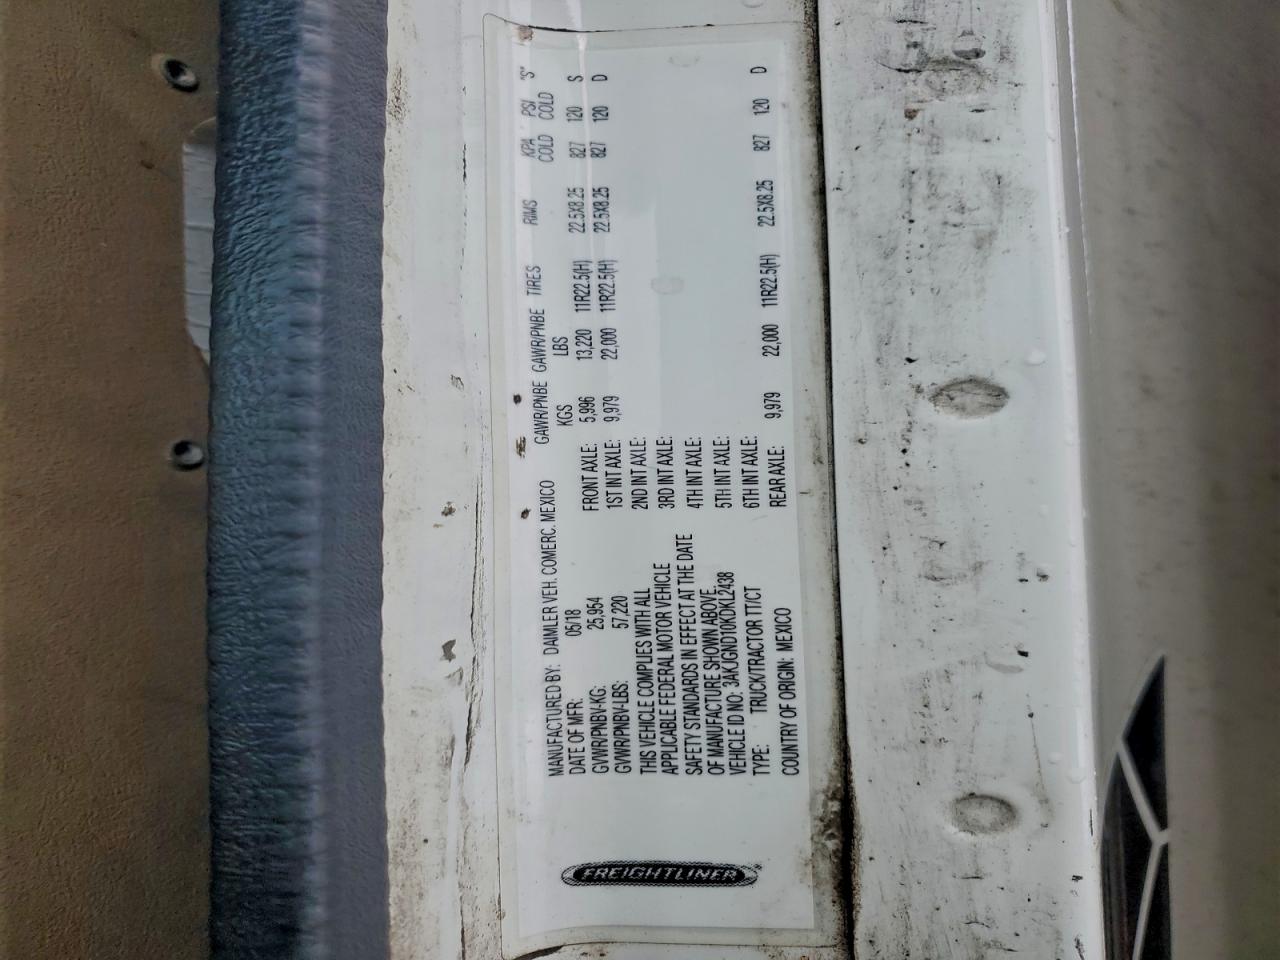 FREIGHTLINER
MANUFACTURED BY: DAIMLER VEH. COMERC. MEXICO
DATE OF MFR: 05/18
GVWR/PNBV-KG: 25,954
GVWR/PNBV-LBS: 57,220
THIS VEHICLE COMPLIES WITH ALL
APPLICABLE FEDERAL MOTOR VEHICLE
SAFETY STANDARDS IN EFFECT AT THE DATE
OF MANUFACTURE SHOWN ABOVE.
VEHICLE ID NO: 3AKJGND10KDKL2438
TYPE: TRUCK/TRACTOR TT/CT
COUNTRY OF ORIGIN: MEXICO
GAWR/PNBE GAWR/PNBE TIRES RIMS KPA PSI "S"
KGS LBS COLD COLD
FRONT AXLE: 5,996 13,220 11R22.5(H) 22.5X8.25 827 120 S
1ST INT AXLE: 9,979 22,000 11R22.5(H) 22.5X8.25 827 120 D
2ND INT AXLE:
3RD INT AXLE:
4TH INT AXLE:
5TH INT AXLE:
6TH INT AXLE:
REAR AXLE: 9,979 22,000 11R22.5(H) 22.5X8.25 827 120 D